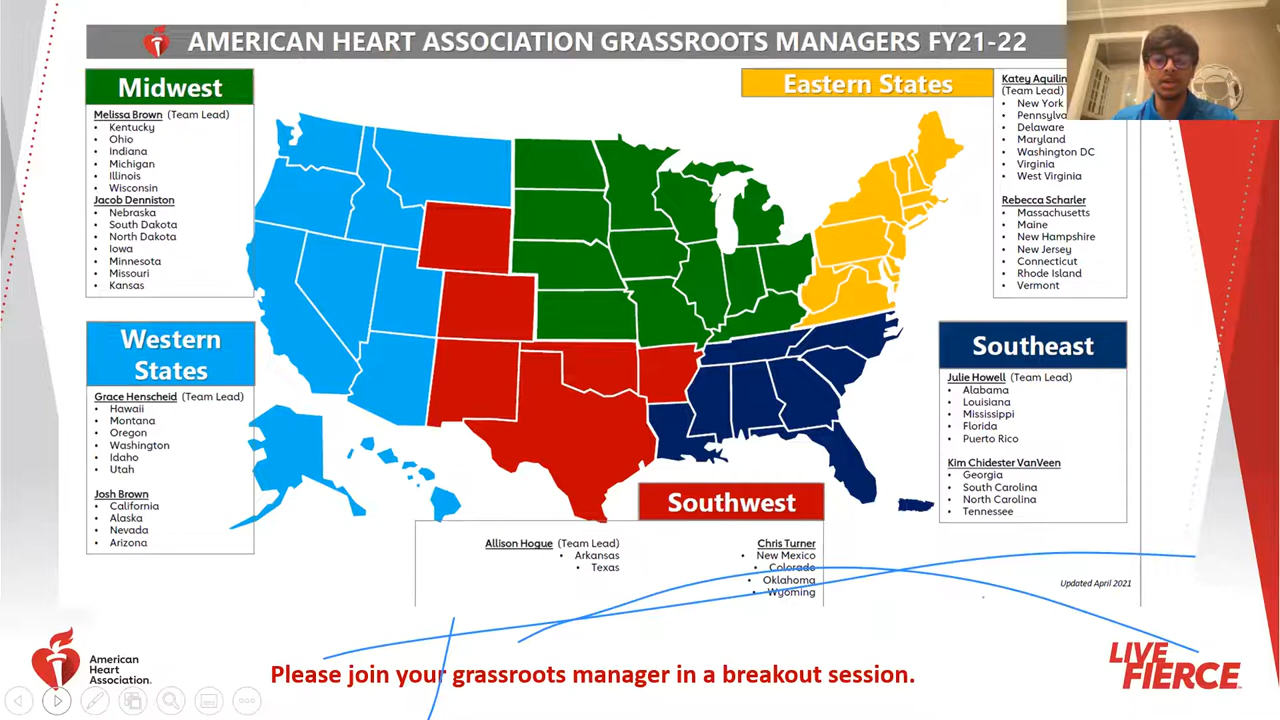 AMERICAN HEART ASSOCIATION GRASSROOTS MANAGERS FY21-22
Midwest
Melissa Brown (Team Lead)
• Kentucky
• Ohio
• Indiana
• Michigan
• Illinois
• Wisconsin
Jacob Denniston
• Nebraska
• South Dakota
• North Dakota
• Iowa
• Minnesota
• Missouri
• Kansas
Western
States
Grace Henscheid (Team Lead)
• Hawaii
• Montana
• Oregon
• Washington
• Idaho
• Utah
Josh Brown
• California
• Alaska
• Nevada
• Arizona
Eastern States
Katey Aquilin
(Team Lead)
• New York
• Pennsylva
• Delaware
• Maryland
• Washington DC
• Virginia
• West Virginia
Rebecca Scharler
• Massachusetts
• Maine
• New Hampshire
• New Jersey
• Connecticut
• Rhode Island
• Vermont
Southeast
Julie Howell (Team Lead)
• Alabama
• Louisiana
• Mississippi
• Florida
• Puerto Rico
Kim Chidester VanVeen
• Georgia
• South Carolina
• North Carolina
• Tennessee
Southwest
Allison Hogue (Team Lead)
• Arkansas
• Texas
Chris Turner
• New Mexico
• Colorado
• Oklahoma
• Wyoming
Updated April 2021
American
Heart
Association.
Please join your grassroots manager in a breakout session.
LIVE
FIERCE™